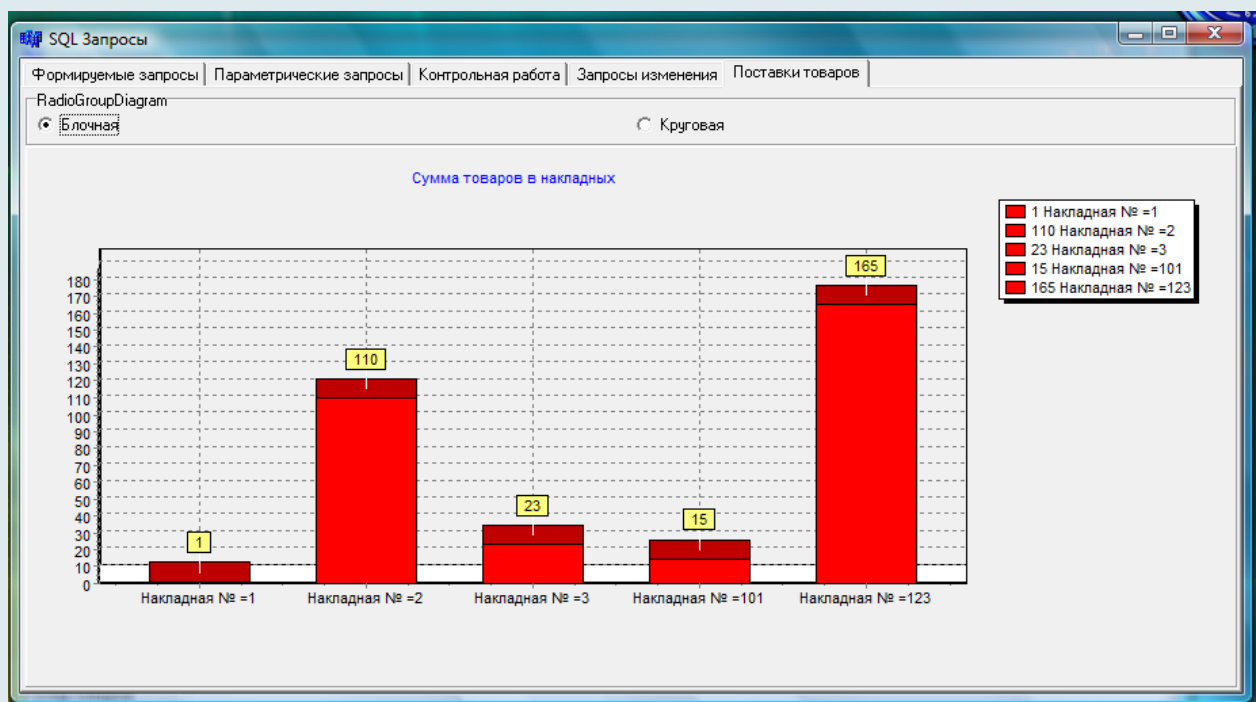 SQL Запросы
Формируемые запросы Параметрические запросы Контрольная работа Запросы изменения Поставки товаров
RadioGroupDiagram
Блочная Круговая
Сумма товаров в накладных
1 Накладная № =1
110 Накладная № =2
23 Накладная № =3
15 Накладная № =101
165 Накладная № =123
180
170
160
150
140
130
120
110
100
90
80
70
60
50
40
30
20
10
0
1
110
23
15
165
Накладная № =1 Накладная № =2 Накладная № =3 Накладная № =101 Накладная № =123